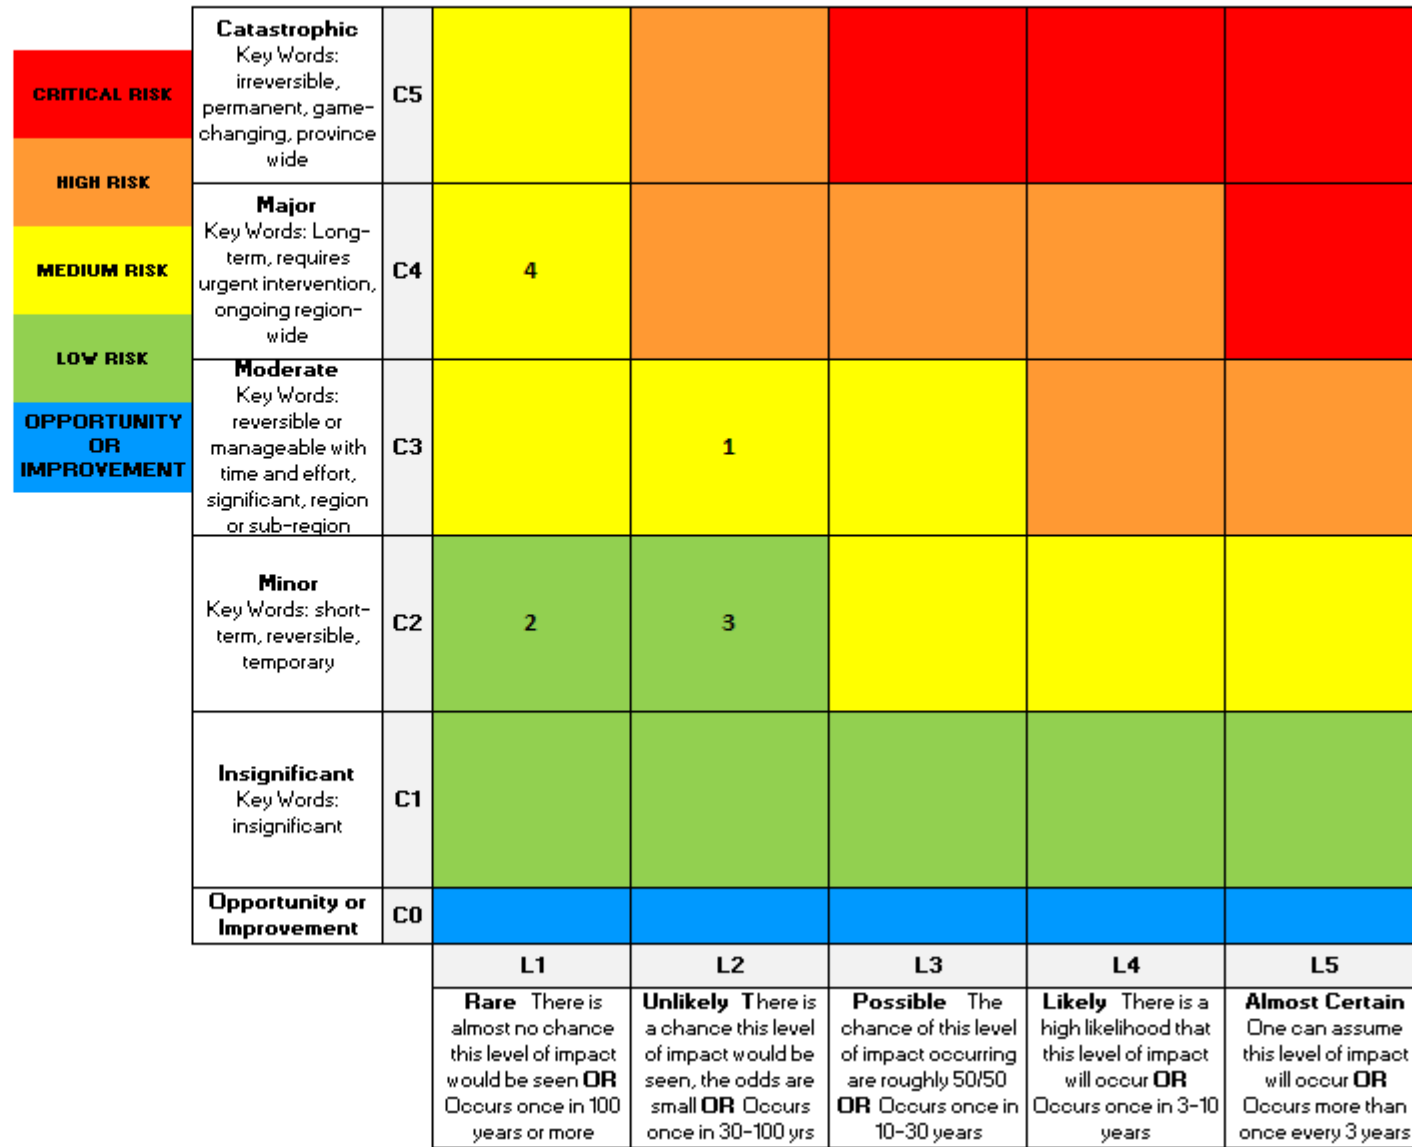 CRITICAL RISK
HIGH RISK
MEDIUM RISK
LOW RISK
OPPORTUNITY
OR
IMPROVEMENT
Catastrophic
Key Words:
irreversible,
permanent, game-
changing, province
wide
C5
Major
Key Words: Long-
term, requires
urgent intervention,
ongoing region-
wide
C4
4
Moderate
Key Words:
reversible or
manageable with
time and effort,
significant, region
or sub-region
C3
1
Minor
Key Words: short-
term, reversible,
temporary
C2
2
3
Insignificant
Key Words:
insignificant
C1
Opportunity or
Improvement
C0
L1
L2
L3
L4
L5
Rare There is
almost no chance
this level of impact
would be seen OR
Occurs once in 100
years or more
Unlikely There is
a chance this level
of impact would be
seen, the odds are
small OR Occurs
once in 30-100 yrs
Possible The
chance of this level
of impact occurring
are roughly 50/50
OR Occurs once in
10-30 years
Likely There is a
high likelihood that
this level of impact
will occur OR
Occurs once in 3-10
years
Almost Certain
One can assume
this level of impact
will occur OR
Occurs more than
once every 3 years